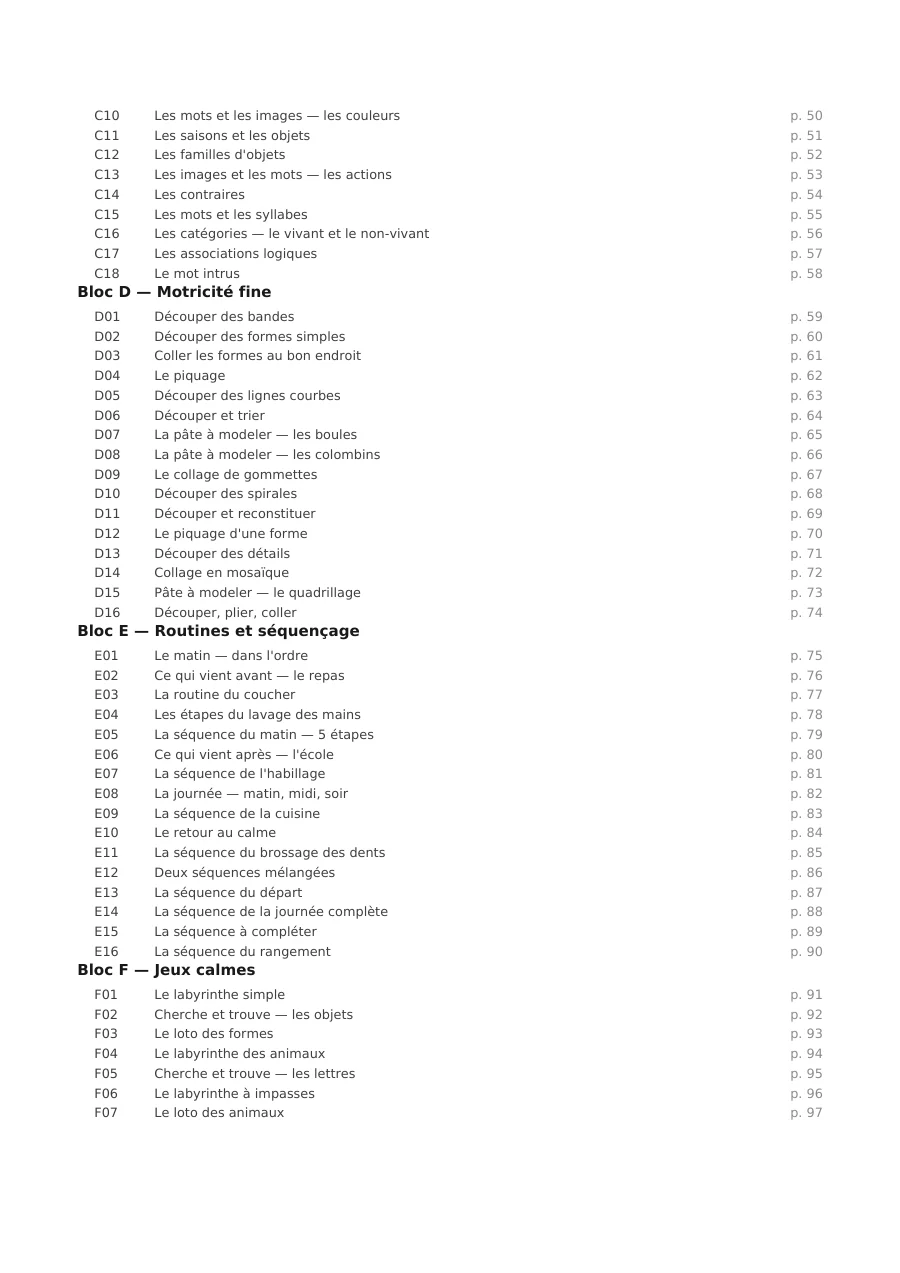 C10 Les mots et les images — les couleurs p. 50
C11 Les saisons et les objets p. 51
C12 Les familles d'objets p. 52
C13 Les images et les mots — les actions p. 53
C14 Les contraires p. 54
C15 Les mots et les syllabes p. 55
C16 Les catégories — le vivant et le non-vivant p. 56
C17 Les associations logiques p. 57
C18 Le mot intrus p. 58
Bloc D — Motricité fine
D01 Découper des bandes p. 59
D02 Découper des formes simples p. 60
D03 Coller les formes au bon endroit p. 61
D04 Le piquage p. 62
D05 Découper des lignes courbes p. 63
D06 Découper et trier p. 64
D07 La pâte à modeler — les boules p. 65
D08 La pâte à modeler — les colombins p. 66
D09 Le collage de gommettes p. 67
D10 Découper des spirales p. 68
D11 Découper et reconstituer p. 69
D12 Le piquage d'une forme p. 70
D13 Découper des détails p. 71
D14 Collage en mosaïque p. 72
D15 Pâte à modeler — le quadrillage p. 73
D16 Découper, plier, coller p. 74
Bloc E — Routines et séquençage
E01 Le matin — dans l'ordre p. 75
E02 Ce qui vient avant — le repas p. 76
E03 La routine du coucher p. 77
E04 Les étapes du lavage des mains p. 78
E05 La séquence du matin — 5 étapes p. 79
E06 Ce qui vient après — l'école p. 80
E07 La séquence de l'habillage p. 81
E08 La journée — matin, midi, soir p. 82
E09 La séquence de la cuisine p. 83
E10 Le retour au calme p. 84
E11 La séquence du brossage des dents p. 85
E12 Deux séquences mélangées p. 86
E13 La séquence du départ p. 87
E14 La séquence de la journée complète p. 88
E15 La séquence à compléter p. 89
E16 La séquence du rangement p. 90
Bloc F — Jeux calmes
F01 Le labyrinthe simple p. 91
F02 Cherche et trouve — les objets p. 92
F03 Le loto des formes p. 93
F04 Le labyrinthe des animaux p. 94
F05 Cherche et trouve — les lettres p. 95
F06 Le labyrinthe à impasses p. 96
F07 Le loto des animaux p. 97